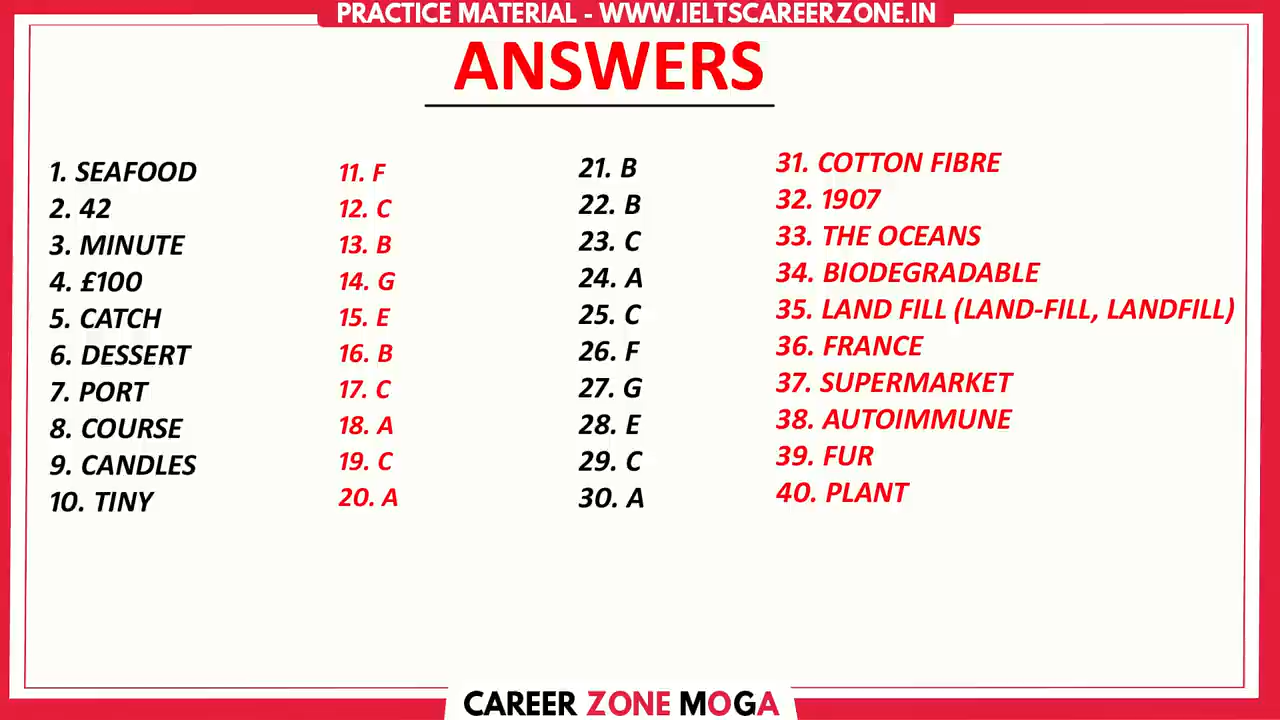 PRACTICE MATERIAL - WWW.IELTSCAREERZONE.IN
ANSWERS
1. SEAFOOD
2. 42
3. MINUTE
4. £100
5. CATCH
6. DESSERT
7. PORT
8. COURSE
9. CANDLES
10. TINY
11. F
12. C
13. B
14. G
15. E
16. B
17. C
18. A
19. C
20. A
21. B
22. B
23. C
24. A
25. C
26. F
27. G
28. E
29. C
30. A
31. COTTON FIBRE
32. 1907
33. THE OCEANS
34. BIODEGRADABLE
35. LAND FILL (LAND-FILL, LANDFILL)
36. FRANCE
37. SUPERMARKET
38. AUTOIMMUNE
39. FUR
40. PLANT
CAREER ZONE MOGA